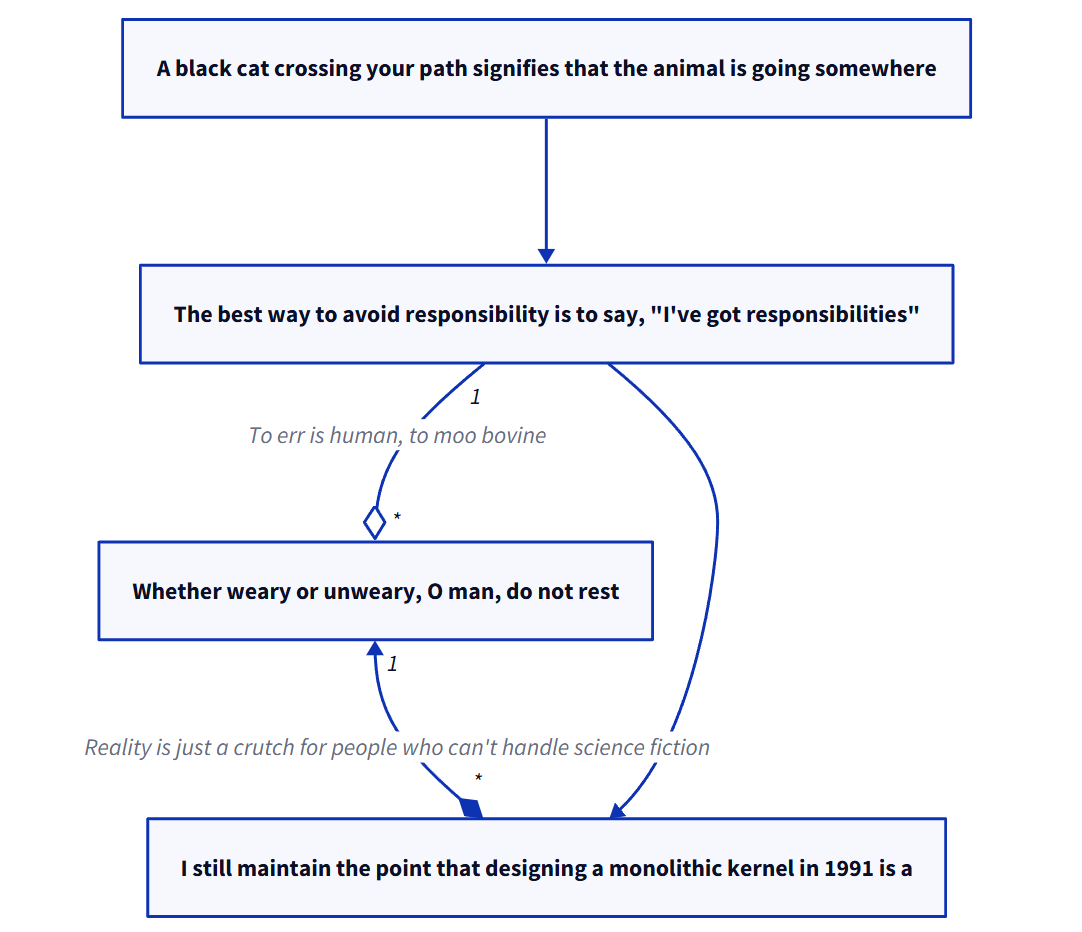 A black cat crossing your path signifies that the animal is going somewhere
The best way to avoid responsibility is to say, "I've got responsibilities"
1
To err is human, to moo bovine
*
Whether weary or unweary, O man, do not rest
1
Reality is just a crutch for people who can't handle science fiction
*
I still maintain the point that designing a monolithic kernel in 1991 is a